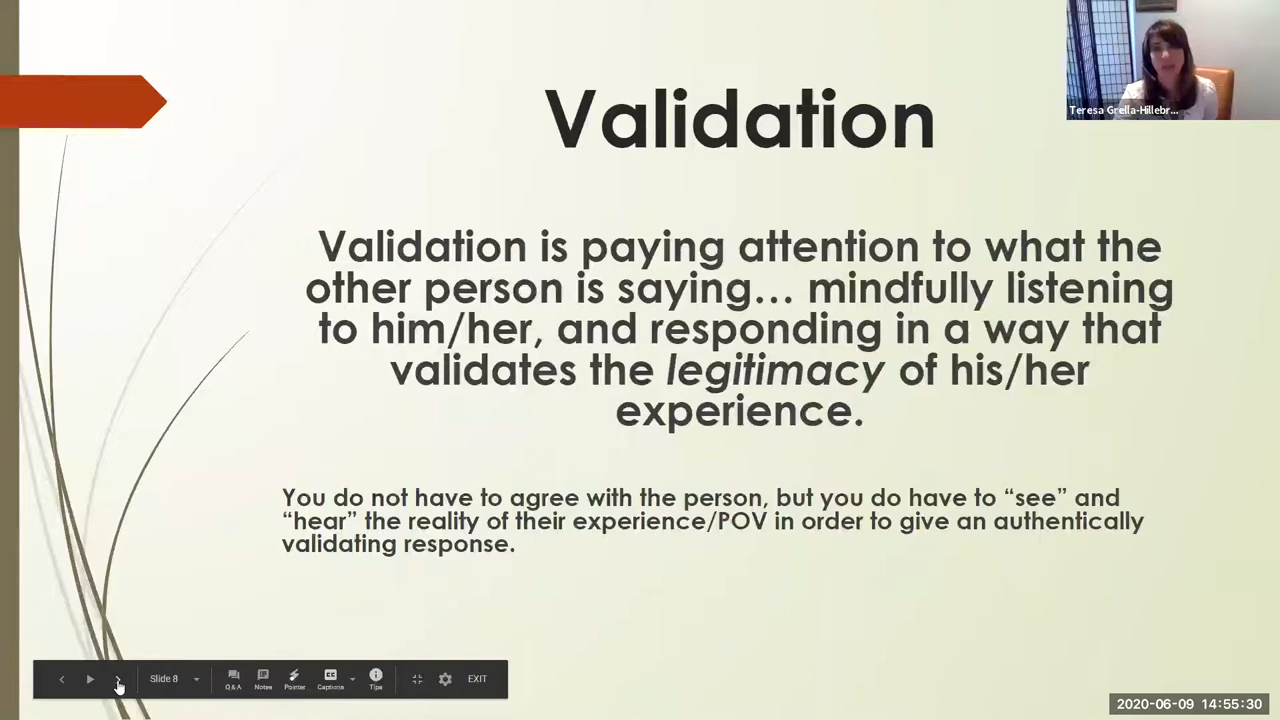 Validation
Teresa Grella-Hillebr...
Validation is paying attention to what the
other person is saying... mindfully listening
to him/her, and responding in a way that
validates the legitimacy of his/her
experience.
You do not have to agree with the person, but you do have to “see” and
“hear” the reality of their experience/POV in order to give an authentically
validating response.
Slide 8
Q&A
Notes
Pointer
CC
Captions
Tips
EXIT
2020-06-09 14:55:30